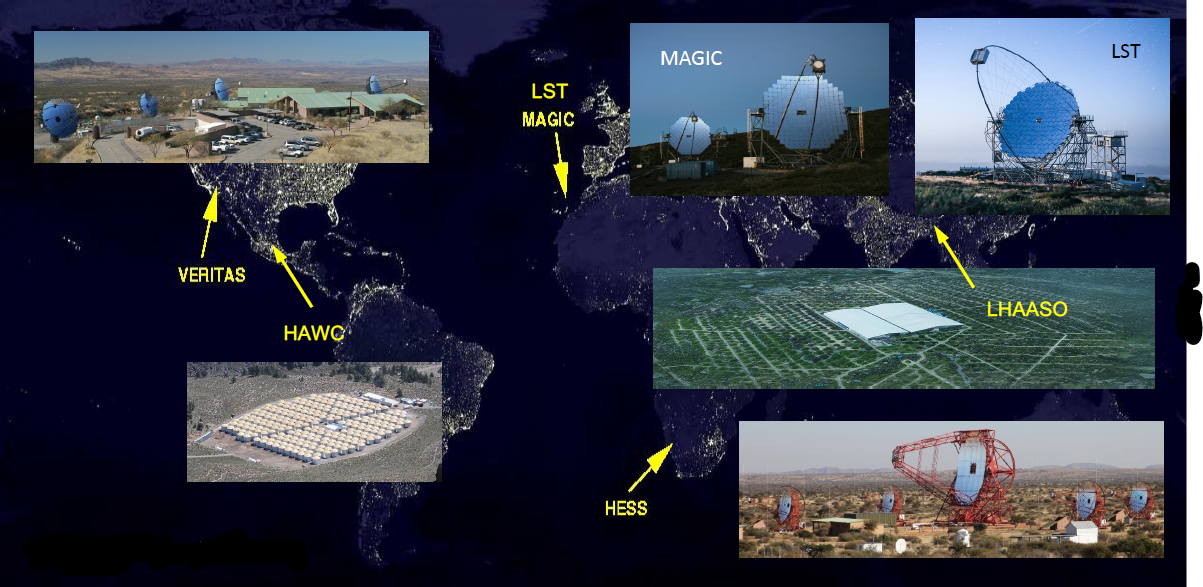 MAGIC
LST
LST
MAGIC
VERITAS
HAWC
LHAASO
HESS